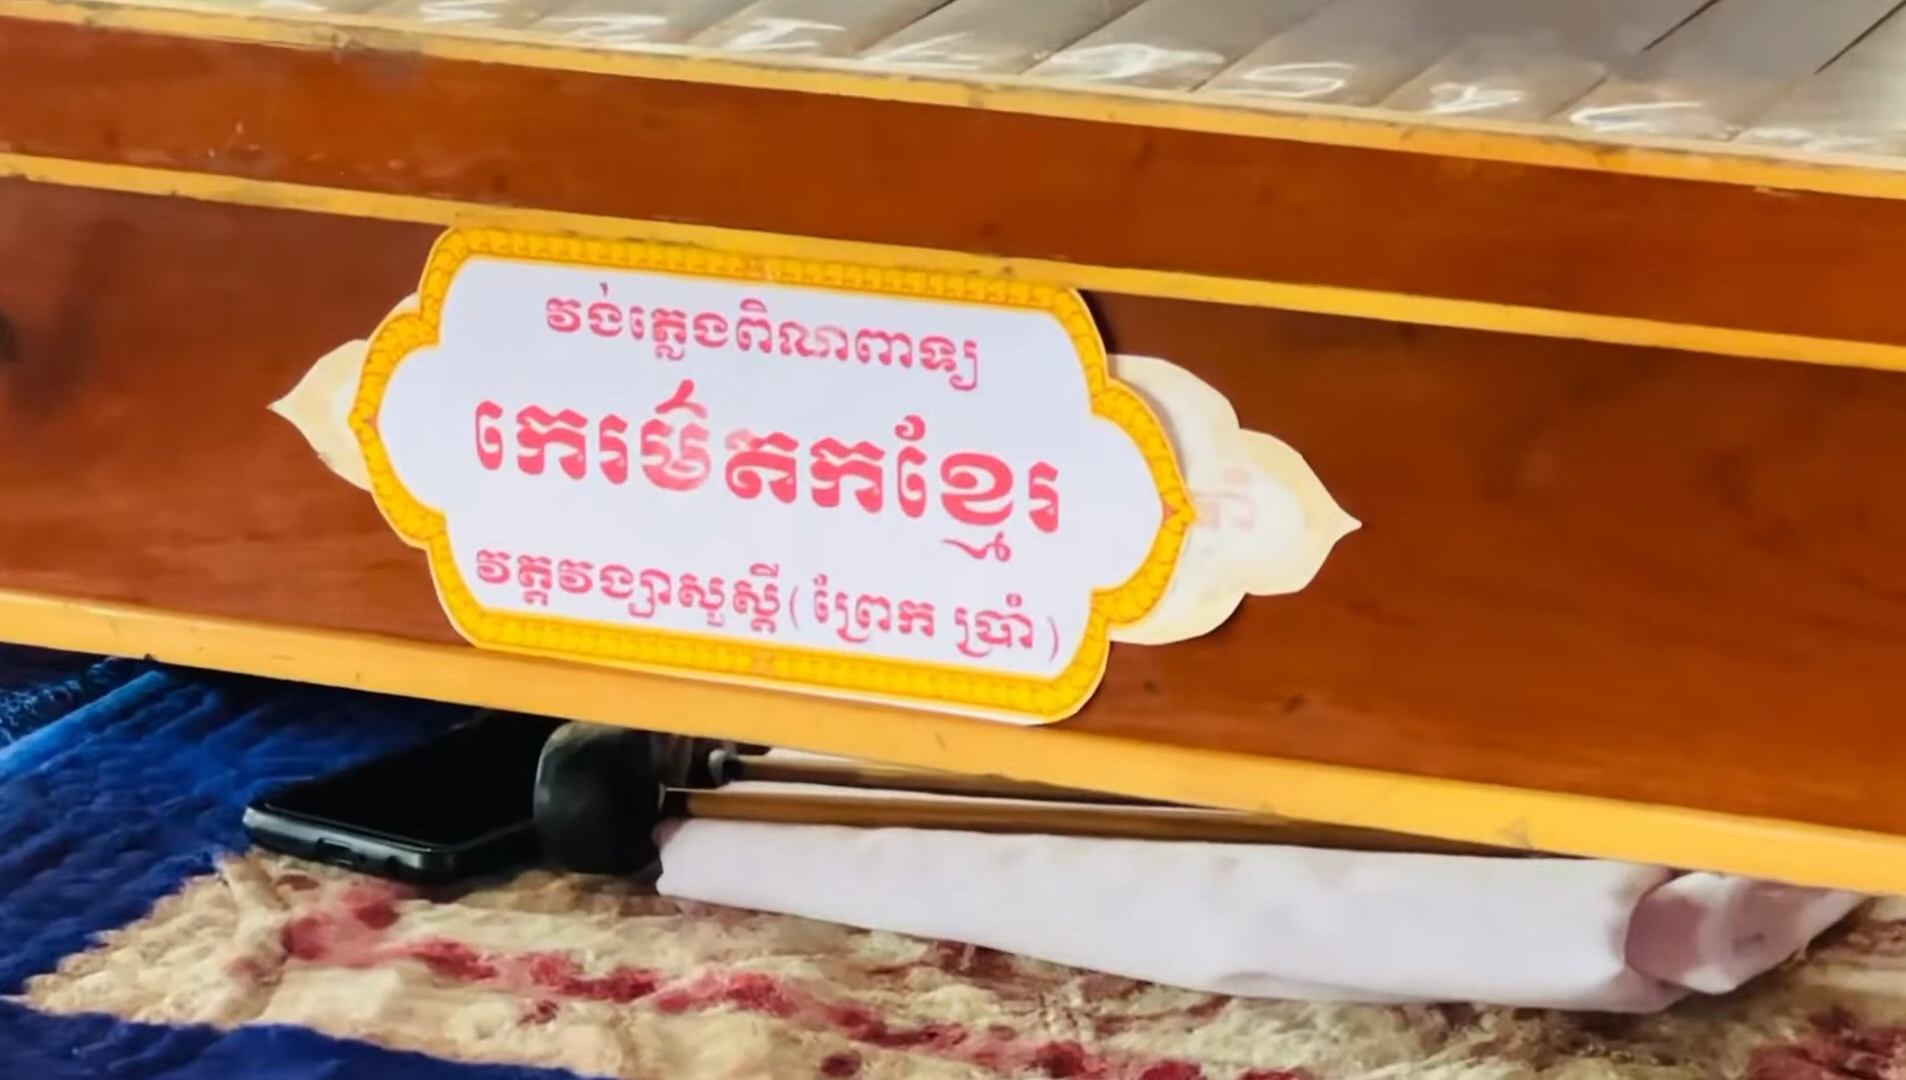 វង់ភ្លេងពិណពាទ្យ
កេរម៌តកខ្មែរ
វត្តវង្សាសួស្តី (ព្រែក ប្រាំ)